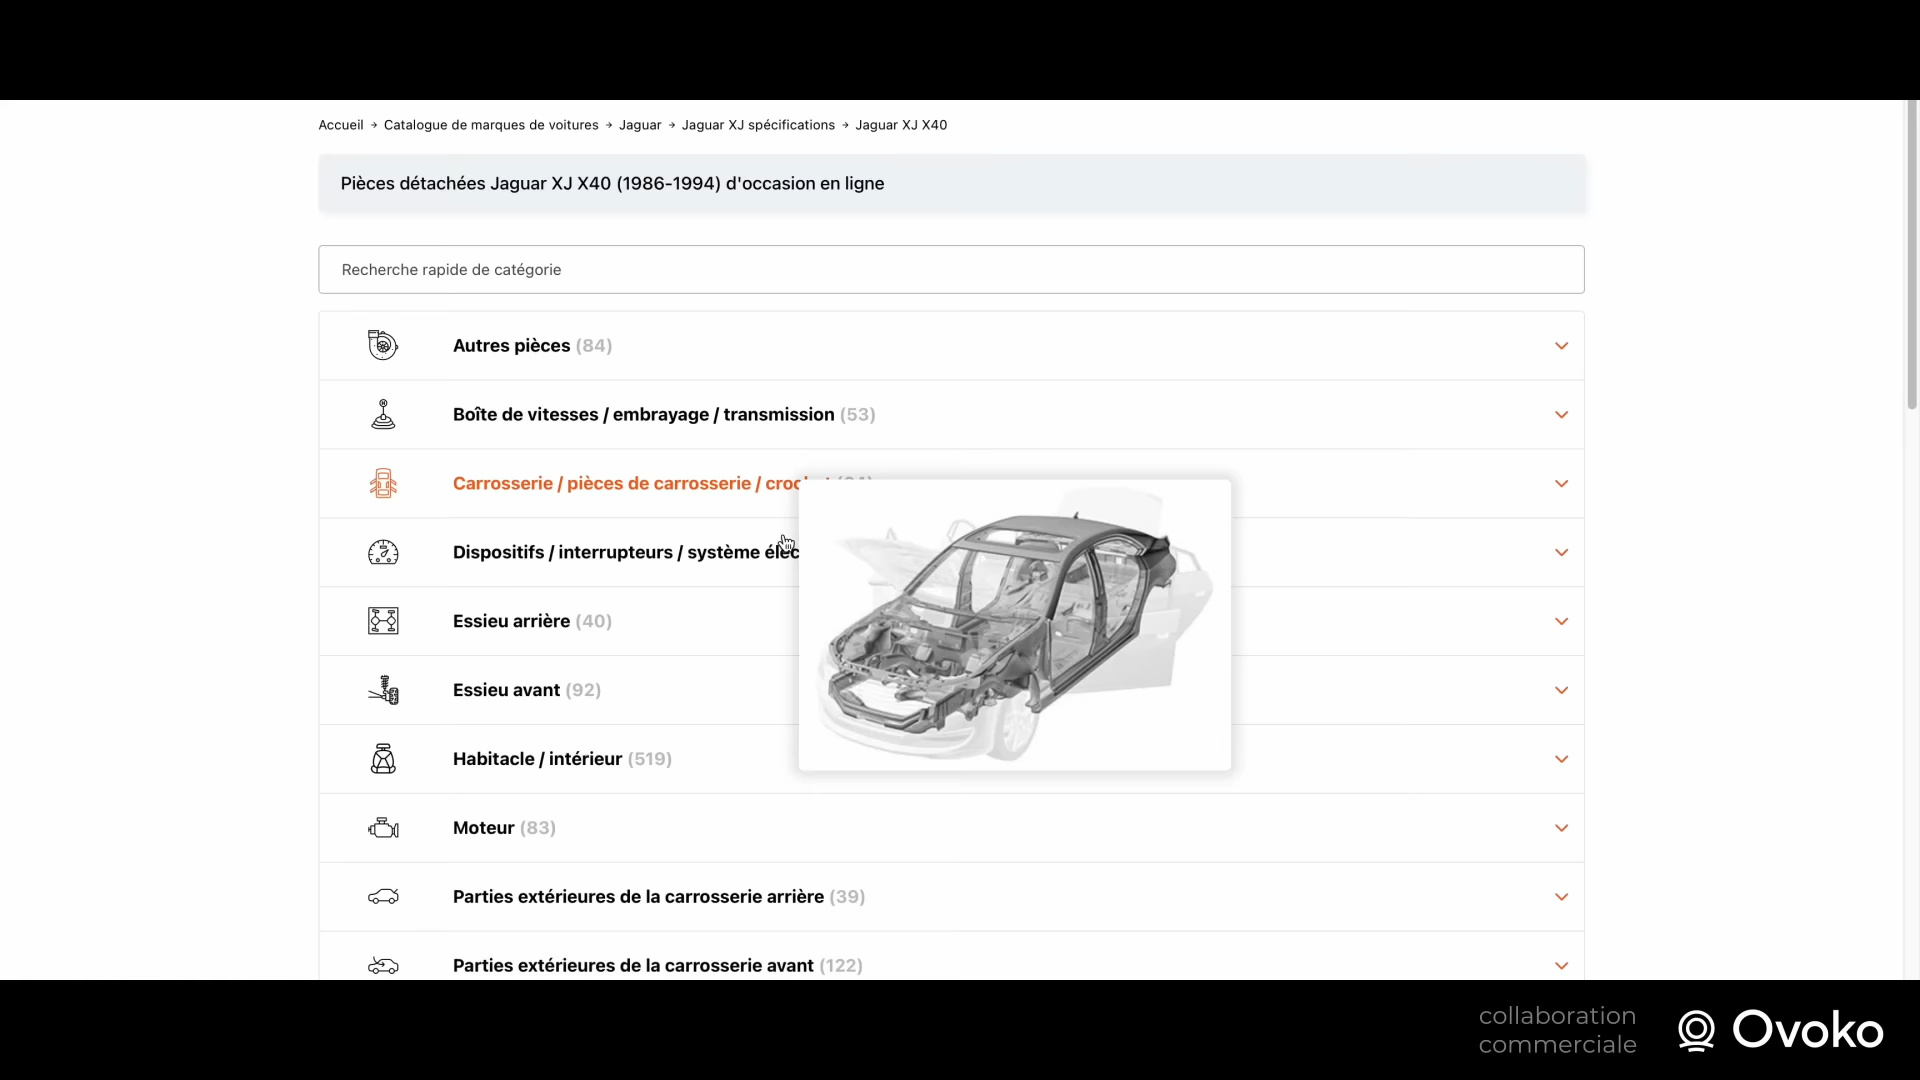 Accueil → Catalogue de marques de voitures → Jaguar → Jaguar XJ spécifications → Jaguar XJ X40
Pièces détachées Jaguar XJ X40 (1986-1994) d'occasion en ligne
Recherche rapide de catégorie
Autres pièces (84)
Boîte de vitesses / embrayage / transmission (53)
Carrosserie / pièces de carrosserie /
Dispositifs / interrupteurs / système
Essieu arrière (40)
Essieu avant (92)
Habitacle / intérieur (519)
Moteur (83)
Parties extérieures de la carrosserie arrière (39)
Parties extérieures de la carrosserie avant (122)
collaboration
commerciale
Ovoko